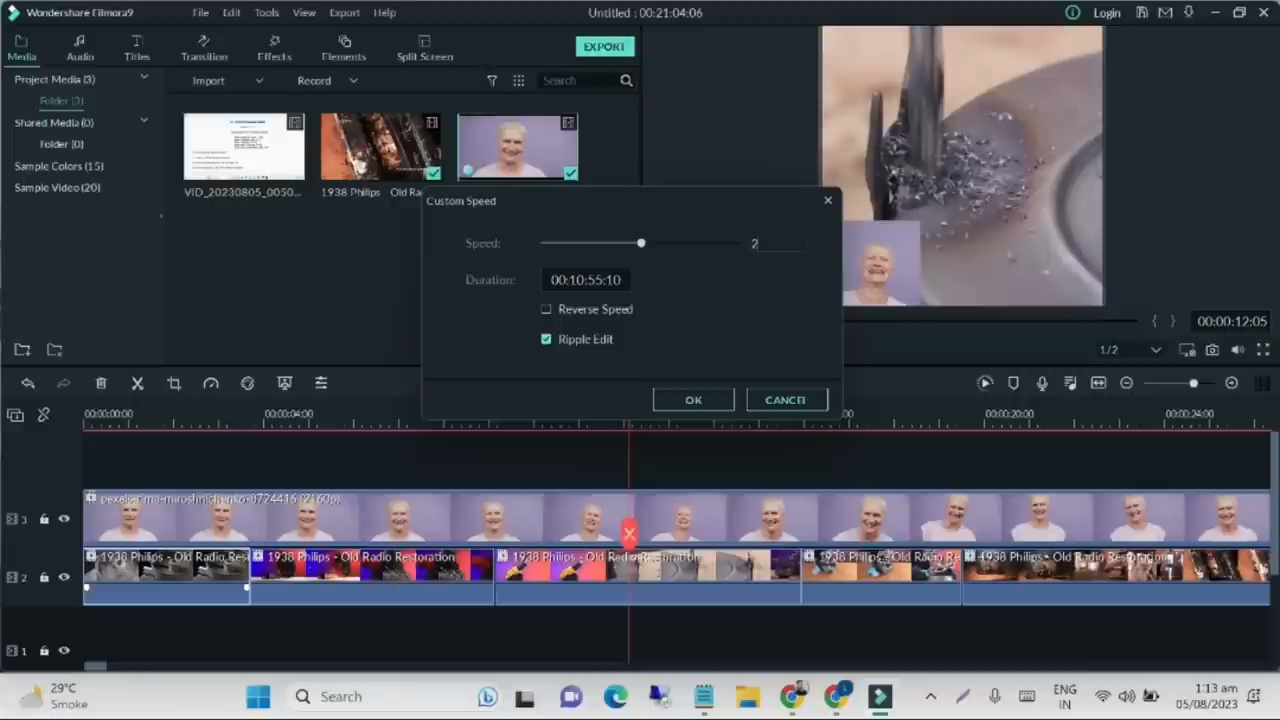 Wondershare Filmora9
File
Edit
Tools
View
Export
Help
Untitled : 00:21:04:06
Login
Media
Audio
Titles
Transition
Effects
Elements
Split Screen
EXPORT
Project Media (3)
Folder (3)
Shared Media (0)
Folder (0)
Sample Colors (15)
Sample Video (20)
Import
Record
Search
VID_20230805_0050...
1938 Philips - Old Ra
Custom Speed
Speed:
2
Duration:
00:10:55:10
Reverse Speed
Ripple Edit
OK
CANCEL
00:00:12:05
1/2
00:00:00:00
00:00:04:00
00:00:20:00
00:00:24:00
3
pexels-tima-miroshnichenko-8724416 (2160p)
2
1938 Philips - Old Radio Res
1938 Philips - Old Radio Restoration
1938 Philips - Old Radio Restoration
1938 Philips - Old Radio Re
1938 Philips - Old Radio Restoration
1
29°C
Smoke
Search
ENG
IN
1:13 am
05/08/2023